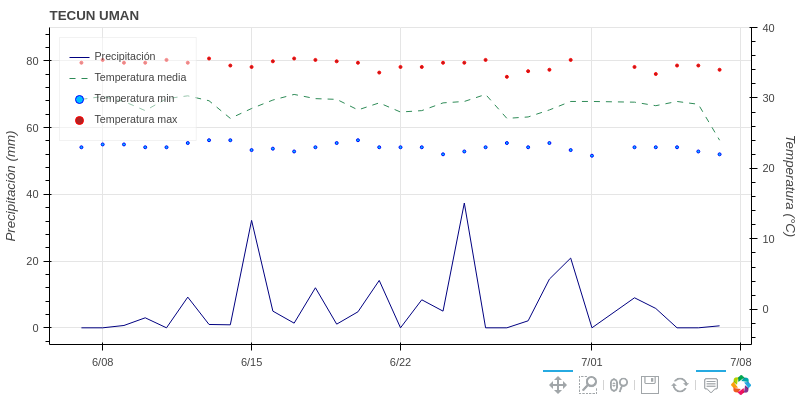 TECUN UMAN
Precipitación
Temperatura media
Temperatura min
Temperatura max
Precipitación (mm)
80
60
40
20
0
Temperatura (°C)
40
30
20
10
0
6/08
6/15
6/22
7/01
7/08